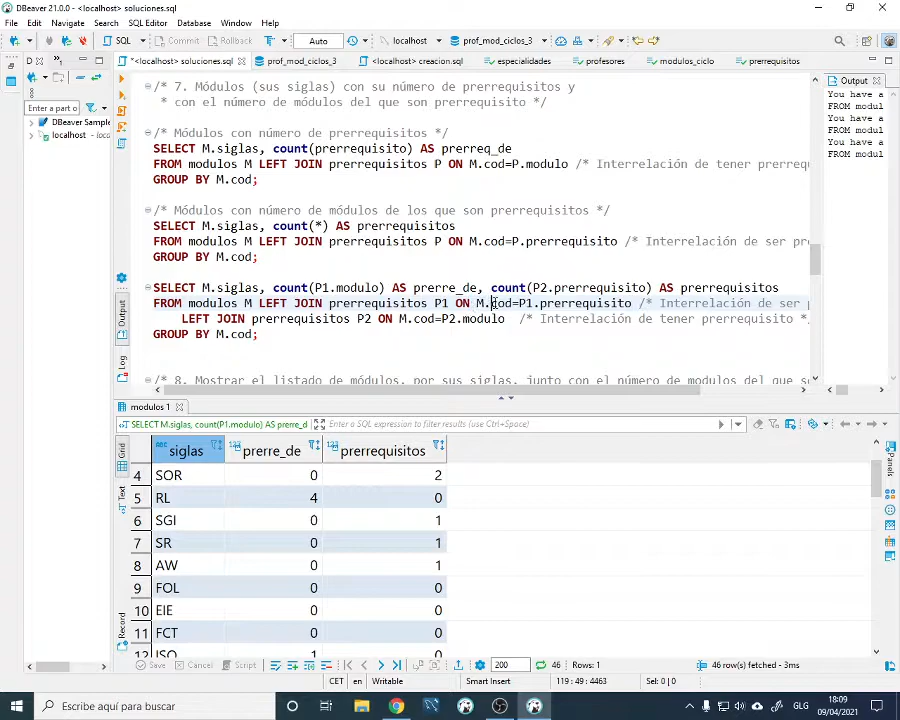 DBeaver 21.0.0 - <localhost> soluciones.sql
File Edit Navigate Search SQL Editor Database Window Help
SQL Commit Rollback T Auto localhost prof_mod_ciclos_3
*<localhost> soluciones.sql prof_mod_ciclos_3 <localhost> creacion.sql especialidades profesores modulos_ciclo prerrequisitos Output
Enter a part o
DBeaver Sample
localhost - loca
/* 7. Módulos (sus siglas) con su número de prerrequisitos y
* con el número de módulos del que son prerrequisito */
/* Módulos con número de prerrequisitos */
SELECT M.siglas, count(prerrequisito) AS prerreq_de
FROM modulos M LEFT JOIN prerrequisitos P ON M.cod=P.modulo /* Interrelación de tener prerreq
GROUP BY M.cod;
/* Módulos con número de módulos de los que son prerrequisitos */
SELECT M.siglas, count(*) AS prerrequisitos
FROM modulos M LEFT JOIN prerrequisitos P ON M.cod=P.prerrequisito /* Interrelación de ser pr
GROUP BY M.cod;
SELECT M.siglas, count(P1.modulo) AS prerre_de, count(P2.prerrequisito) AS prerrequisitos
FROM modulos M LEFT JOIN prerrequisitos P1 ON M.cod=P1.prerrequisito /* Interrelación de ser p
LEFT JOIN prerrequisitos P2 ON M.cod=P2.modulo /* Interrelación de tener prerrequisito *
GROUP BY M.cod;
/* 8. Mostrar el listado de módulos, por sus siglas, junto con el número de modulos del que s
You have a
FROM modul
You have a
FROM modul
You have a
FROM modul
Output
Log
modulos 1
SELECT M.siglas, count(P1.modulo) AS prerre_d Enter a SQL expression to filter results (use Ctrl+Space)
Grid
Text
Record
Panels
siglas prerre_de prerrequisitos
4 SOR 0 2
5 RL 4 0
6 SGI 0 1
7 SR 0 1
8 AW 0 1
9 FOL 0 0
10 EIE 0 0
11 FCT 0 0
12 ISO 1 0
Save Cancel Script 200 46 Rows: 1 46 row(s) fetched - 3ms
CET en Writable Smart Insert 119 : 49 : 4463 Sel: 0 | 0
Escribe aquí para buscar
GLG
18:09
09/04/2021